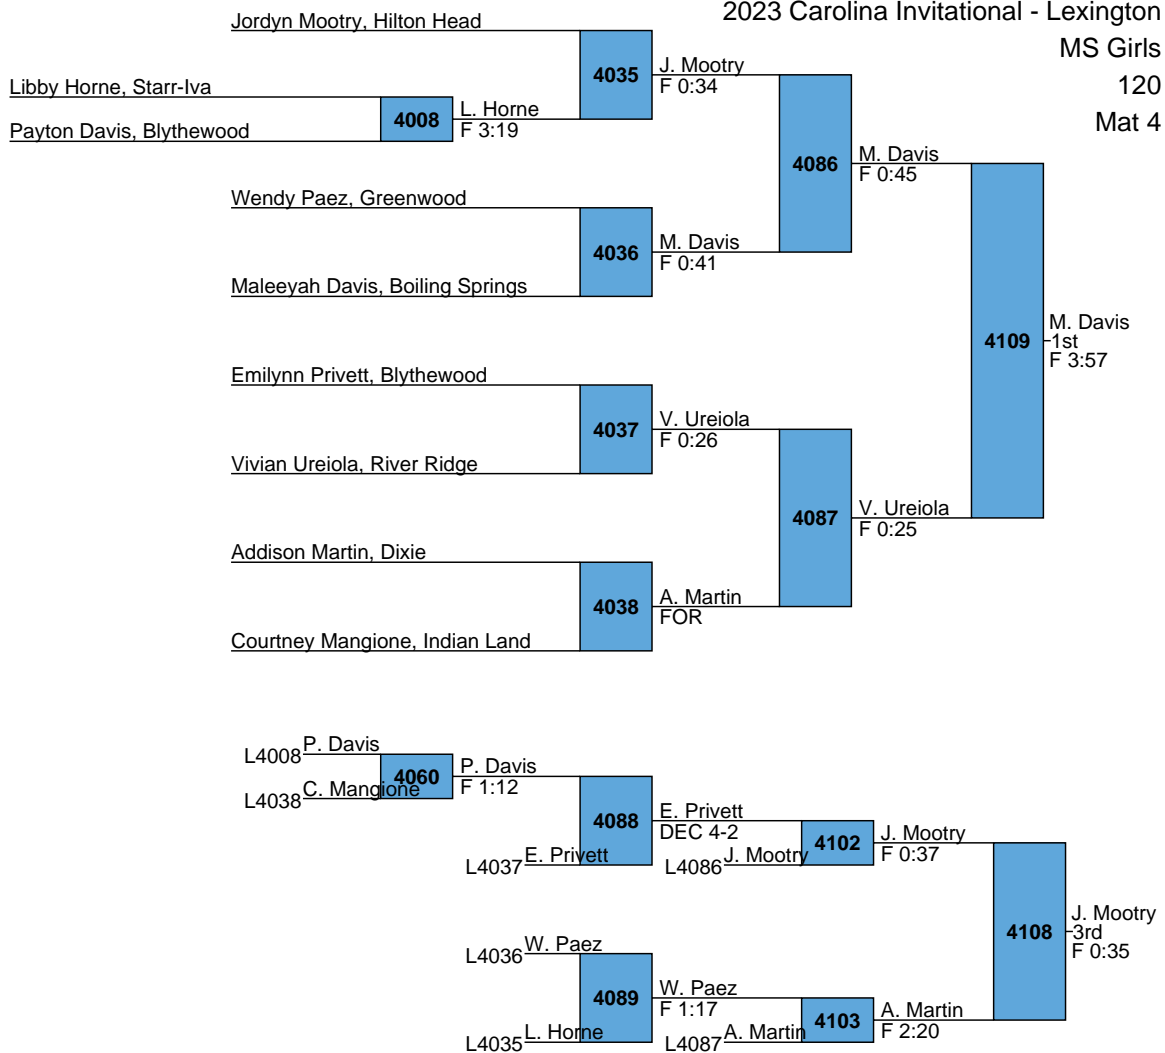 2023 Carolina Invitational - Lexington
MS Girls
120
Mat 4
Jordyn Mootry, Hilton Head
4035
J. Mootry
F 0:34
Libby Horne, Starr-Iva
4008
L. Horne
F 3:19
Payton Davis, Blythewood
4086
M. Davis
F 0:45
Wendy Paez, Greenwood
4036
M. Davis
F 0:41
Maleeyah Davis, Boiling Springs
4109
M. Davis
1st
F 3:57
Emilynn Privett, Blythewood
4037
V. Ureiola
F 0:26
Vivian Ureiola, River Ridge
4087
V. Ureiola
F 0:25
Addison Martin, Dixie
4038
A. Martin
FOR
Courtney Mangione, Indian Land
L4008 P. Davis
4060
P. Davis
F 1:12
L4038 C. Mangione
4088
E. Privett
DEC 4-2
L4037 E. Privett
4102
J. Mootry
F 0:37
L4086 J. Mootry
4108
J. Mootry
3rd
F 0:35
L4036 W. Paez
4089
W. Paez
F 1:17
L4035 L. Horne
4103
A. Martin
F 2:20
L4087 A. Martin